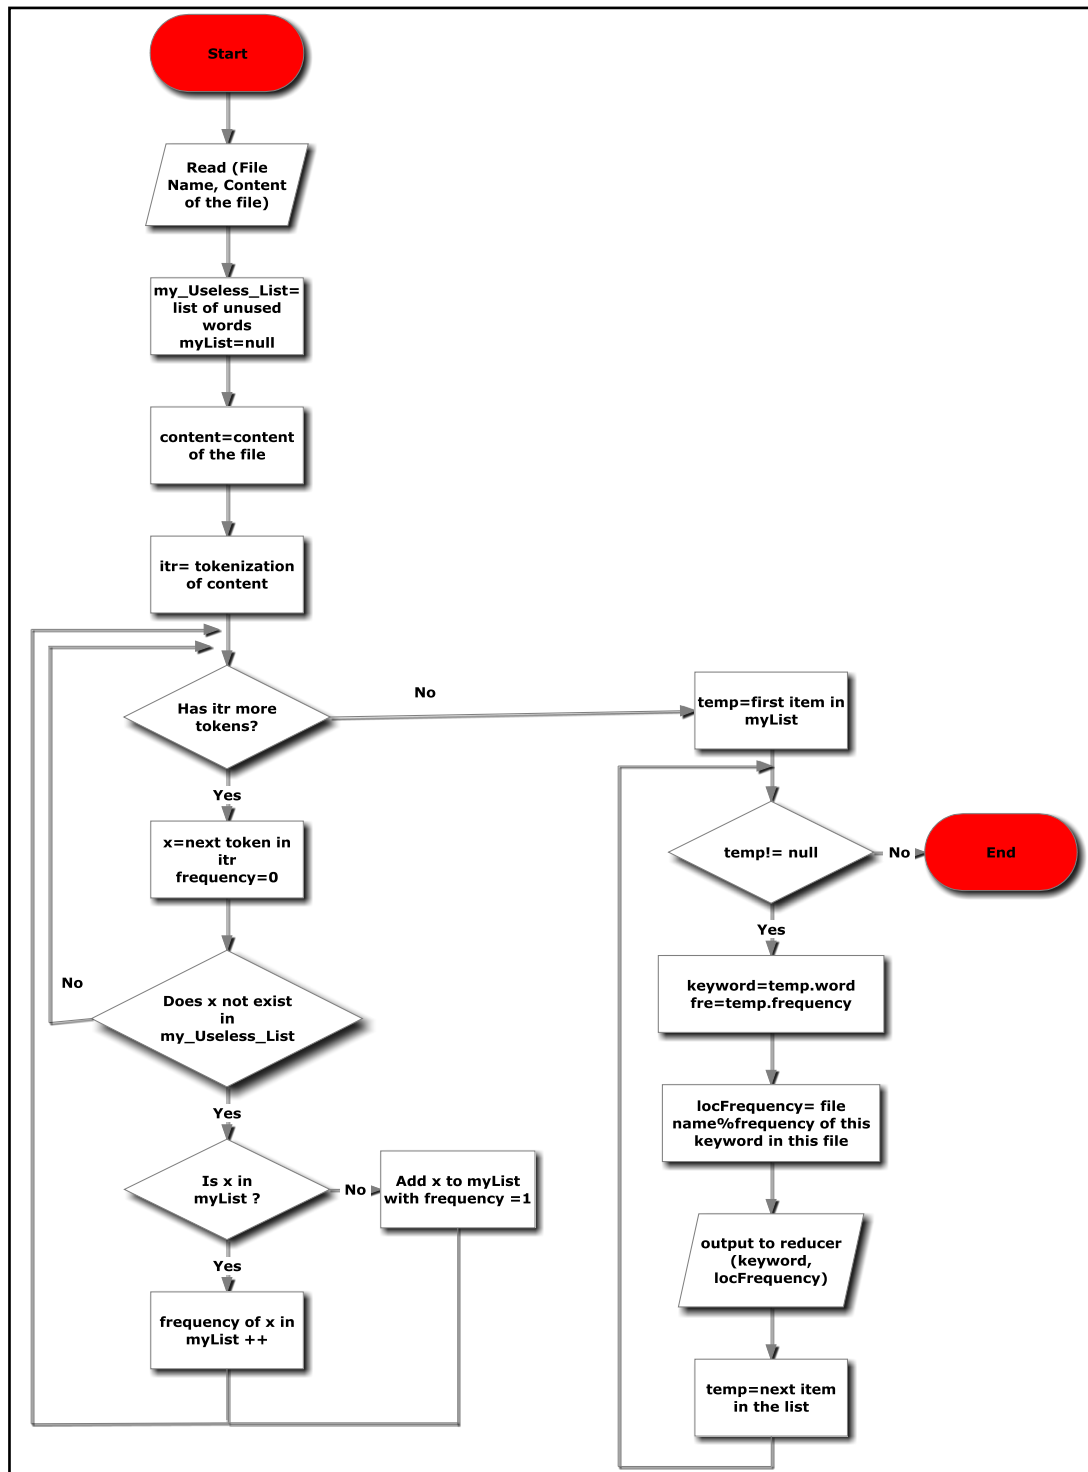 Start
Read (File
Name, Content
of the file)
my_Useless_List=
list of unused
words
myList=null
content=content
of the file
itr= tokenization
of content
Has itr more
tokens?
No
Yes
x=next token in
itr
frequency=0
Does x not exist
in
my_Useless_List
No
Yes
Is x in
myList ?
No
Add x to myList
with frequency =1
Yes
frequency of x in
myList ++
temp=first item in
myList
temp!= null
No
End
Yes
keyword=temp.word
fre=temp.frequency
locFrequency= file
name%frequency of this
keyword in this file
output to reducer
(keyword,
locFrequency)
temp=next item
in the list